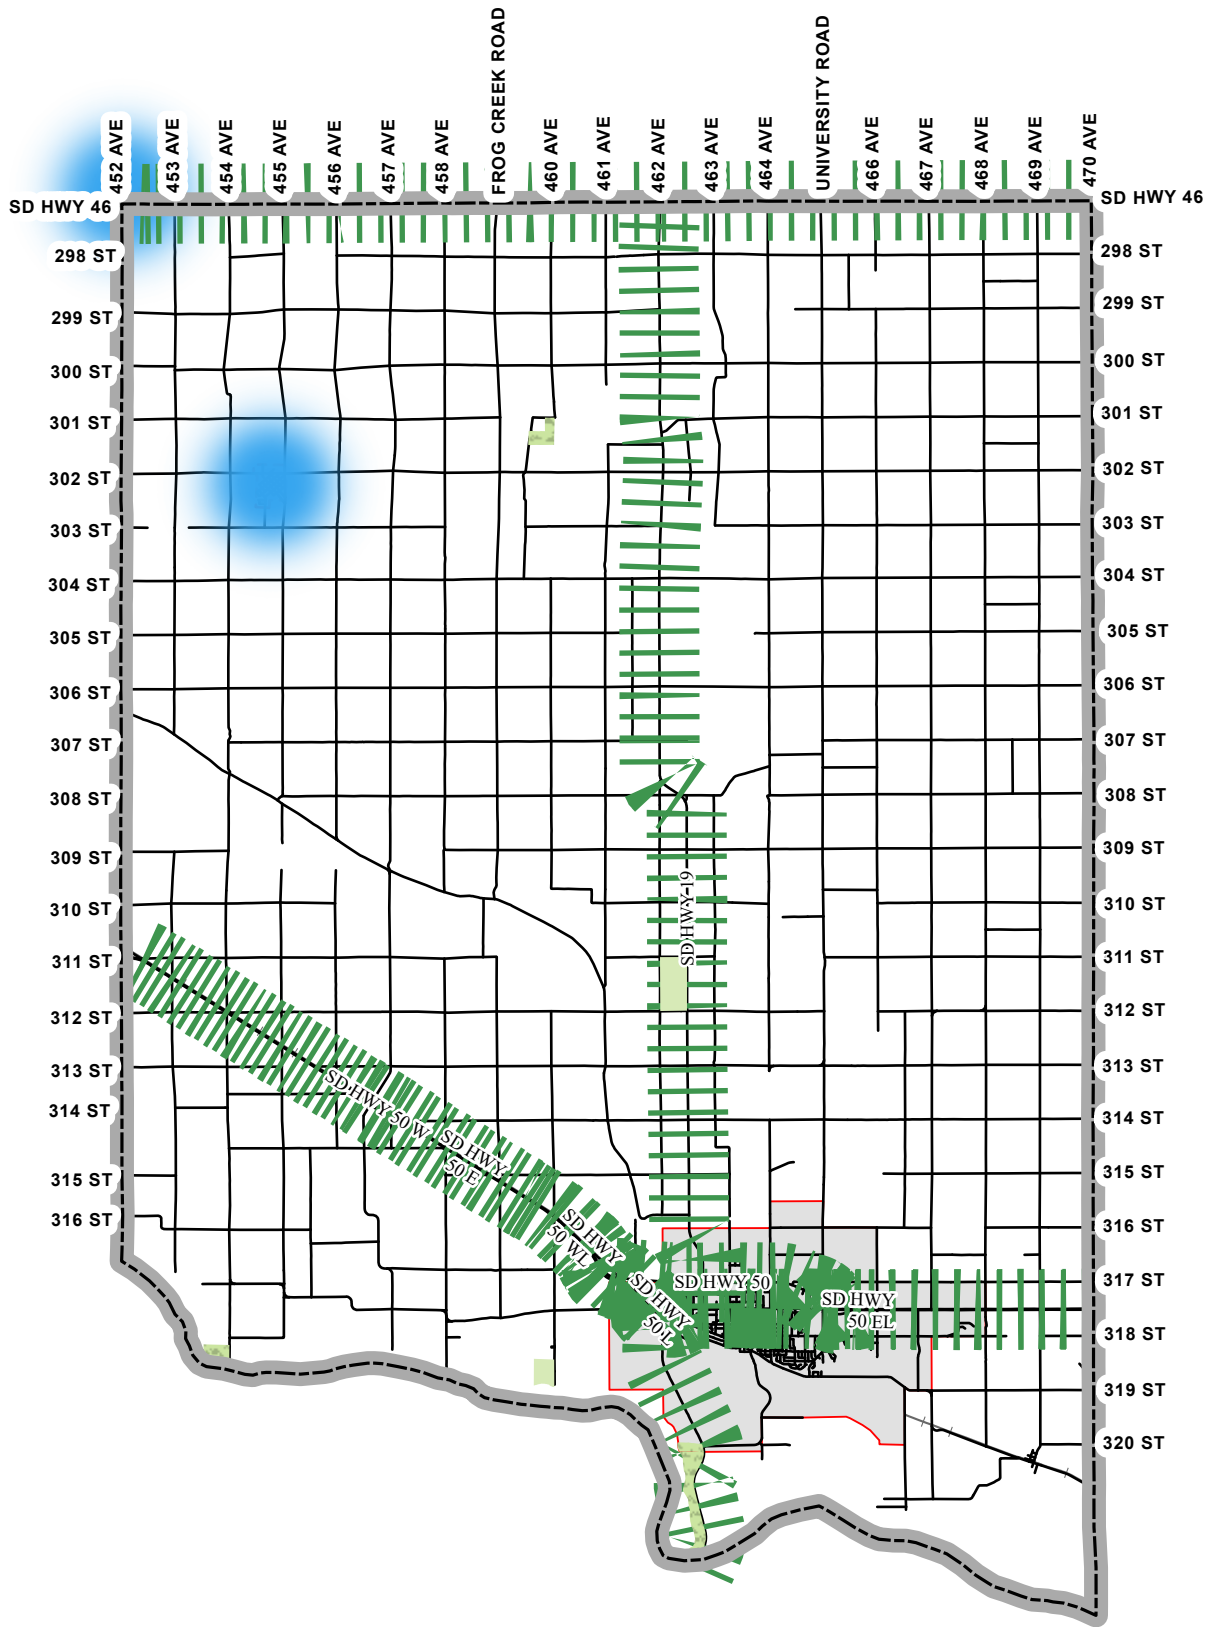 452 AVE
453 AVE
454 AVE
455 AVE
456 AVE
457 AVE
458 AVE
FROG CREEK ROAD
460 AVE
461 AVE
462 AVE
463 AVE
464 AVE
UNIVERSITY ROAD
466 AVE
467 AVE
468 AVE
469 AVE
470 AVE
SD HWY 46
SD HWY 46
298 ST
298 ST
299 ST
299 ST
300 ST
300 ST
301 ST
301 ST
302 ST
302 ST
303 ST
303 ST
304 ST
304 ST
305 ST
305 ST
306 ST
306 ST
307 ST
307 ST
308 ST
308 ST
309 ST
309 ST
310 ST
310 ST
311 ST
311 ST
312 ST
312 ST
313 ST
313 ST
314 ST
314 ST
315 ST
315 ST
316 ST
316 ST
317 ST
318 ST
319 ST
320 ST
SD HWY 19
SD HWY 50 W
SD HWY
50 E
SD HWY
50 WL
SD HWY
50 L
SD HWY 50
SD HWY
50 EL